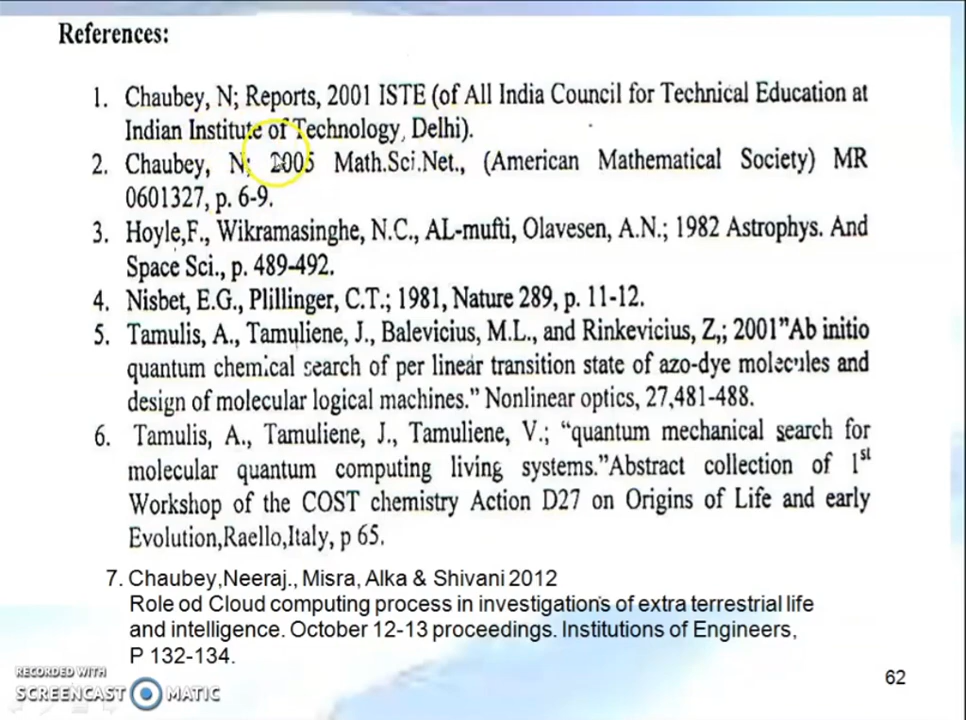 References:
1. Chaubey, N; Reports, 2001 ISTE (of All India Council for Technical Education at
Indian Institute of Technology, Delhi).
2. Chaubey, N; 2005 Math.Sci.Net., (American Mathematical Society) MR
0601327, p. 6-9.
3. Hoyle,F., Wikramasinghe, N.C., AL-mufti, Olavesen, A.N.; 1982 Astrophys. And
Space Sci., p. 489-492.
4. Nisbet, E.G., Plillinger, C.T.; 1981, Nature 289, p. 11-12.
5. Tamulis, A., Tamuliene, J., Balevicius, M.L., and Rinkevicius, Z,; 2001"Ab initio
quantum chemical search of per linear transition state of azo-dye molecules and
design of molecular logical machines." Nonlinear optics, 27,481-488.
6. Tamulis, A., Tamuliene, J., Tamuliene, V.; "quantum mechanical search for
molecular quantum computing living systems."Abstract collection of 1st
Workshop of the COST chemistry Action D27 on Origins of Life and early
Evolution,Raello,Italy, p 65.
7. Chaubey,Neeraj., Misra, Alka & Shivani 2012
Role od Cloud computing process in investigations of extra terrestrial life
and intelligence. October 12-13 proceedings. Institutions of Engineers,
P 132-134.
RECORDED WITH
SCREENCAST MATIC
62